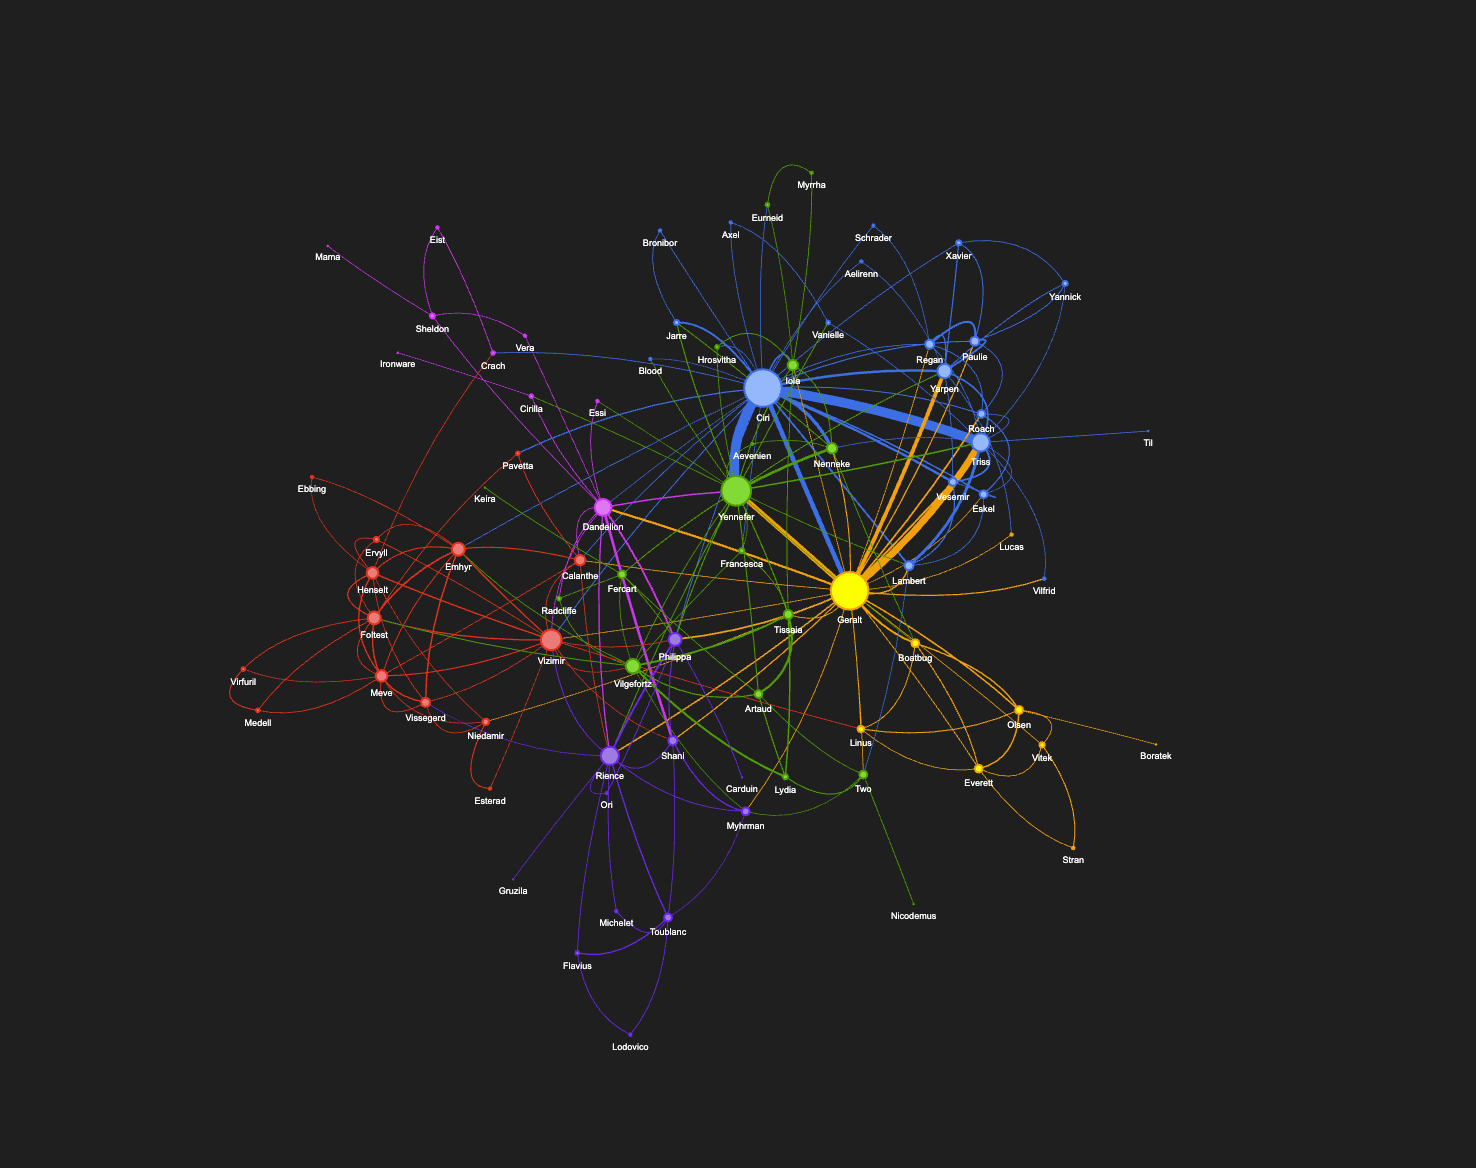 Myrrha
Eurneid
Axel
Schrader
Eist
Bronibor
Mama
Xavier
Aelirenn
Yannick
Sheldon
Vera
Jarre
Vanielle
Ironware
Crach
Hrosvitha
Regan
Paulie
Blood
Iola
Yarpen
Cirilla
Essi
Ciri
Roach
Til
Aevenien
Triss
Pavetta
Nenneke
Ebbing
Keira
Vesemir
Eskel
Yennefer
Dandelion
Lucas
Ervyll
Emhyr
Francesca
Calanthe
Lambert
Henselt
Fercart
Vilfrid
Radcliffe
Geralt
Tissaia
Foltest
Vizimir
Philippa
Boatbug
Virfuril
Vilgefortz
Meve
Artaud
Medell
Vissegerd
Olsen
Niedamir
Linus
Shani
Vitek
Boratek
Rience
Everett
Carduin
Lydia
Two
Esterad
Ori
Myhrman
Stran
Gruzila
Nicodemus
Michelet
Toublanc
Flavius
Lodovico